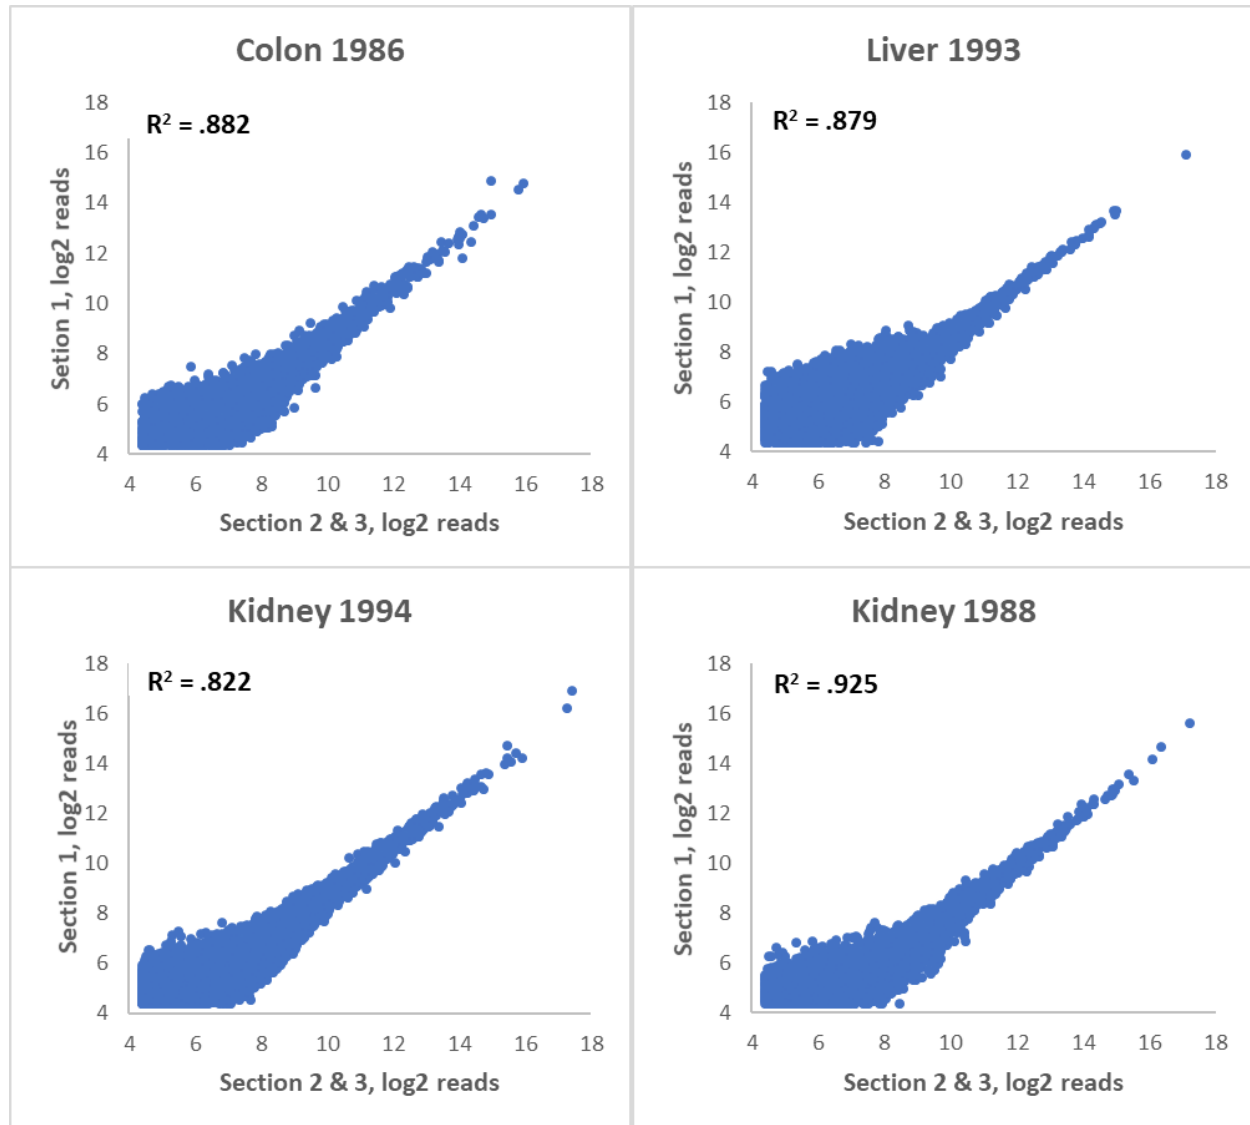 Colon 1986
R² = .882
18
16
14
12
10
8
6
4
Setion 1, log2 reads
4 6 8 10 12 14 16 18
Section 2 & 3, log2 reads
Liver 1993
R² = .879
18
16
14
12
10
8
6
4
Section 1, log2 reads
4 6 8 10 12 14 16 18
Section 2 & 3, log2 reads
Kidney 1994
R² = .822
18
16
14
12
10
8
6
4
Section 1, log2 reads
4 6 8 10 12 14 16 18
Section 2 & 3, log2 reads
Kidney 1988
R² = .925
18
16
14
12
10
8
6
4
Section 1, log2 reads
4 6 8 10 12 14 16 18
Section 2 & 3, log2 reads